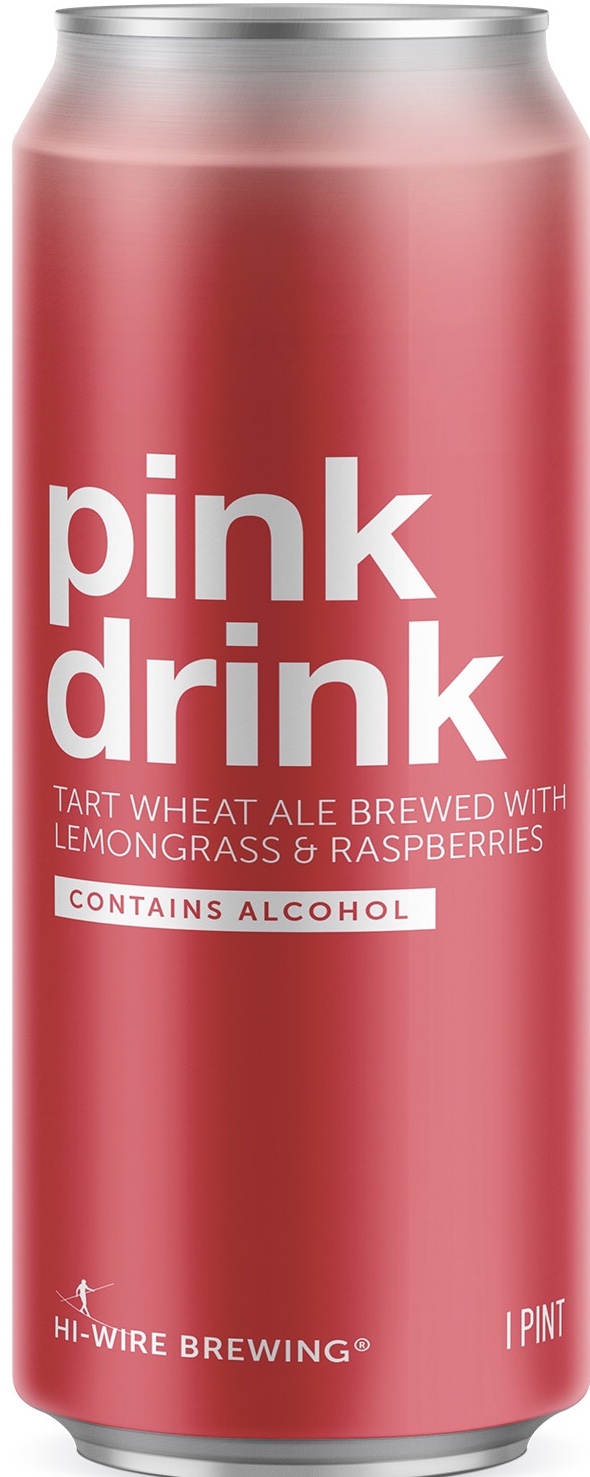 pink
drink
TART WHEAT ALE BREWED WITH
LEMONGRASS & RASPBERRIES
CONTAINS ALCOHOL
HI-WIRE BREWING®
1 PINT